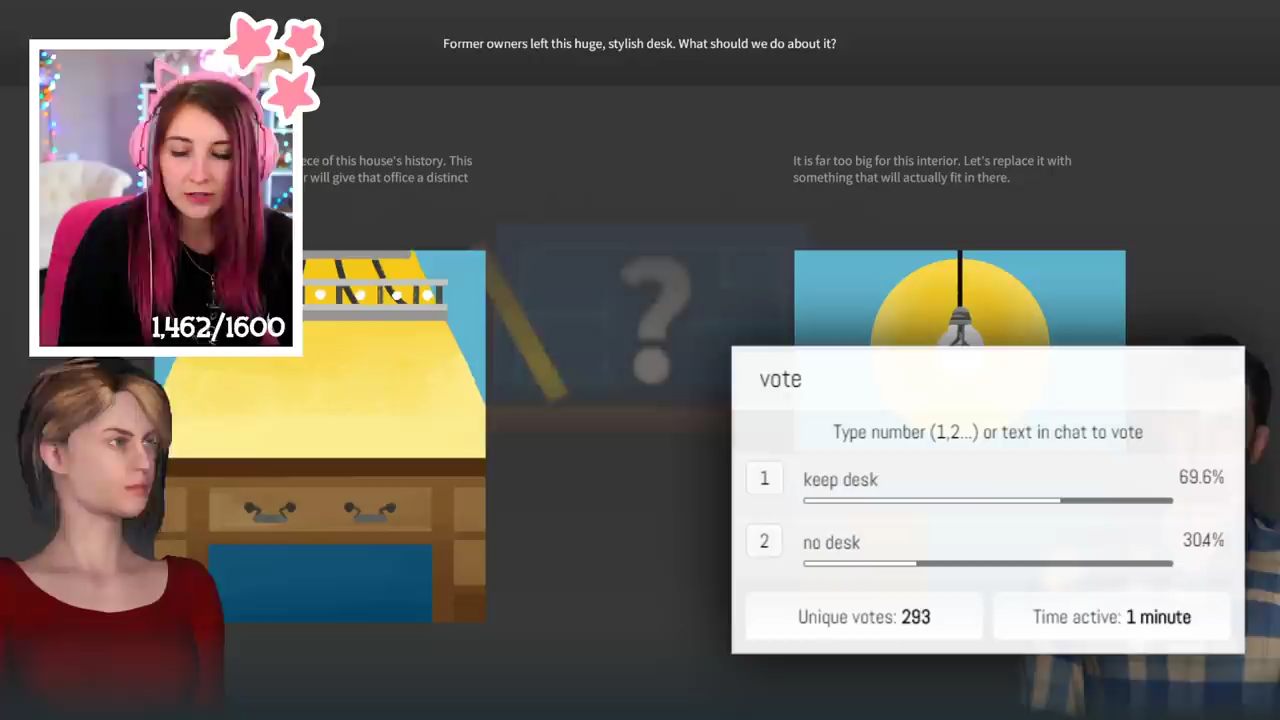 Former owners left this huge, stylish desk. What should we do about it?
ece of this house's history. This
r will give that office a distinct
It is far too big for this interior. Let's replace it with
something that will actually fit in there.
?
1,462/1600
vote
Type number (1,2...) or text in chat to vote
1 keep desk 69.6%
2 no desk 30.4%
Unique votes: 293 Time active: 1 minute